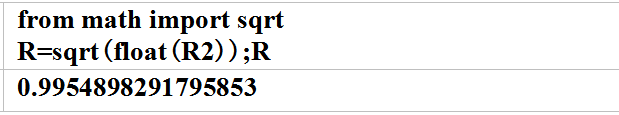 from math import sqrt
R=sqrt(float(R2));R
0.9954898291795853